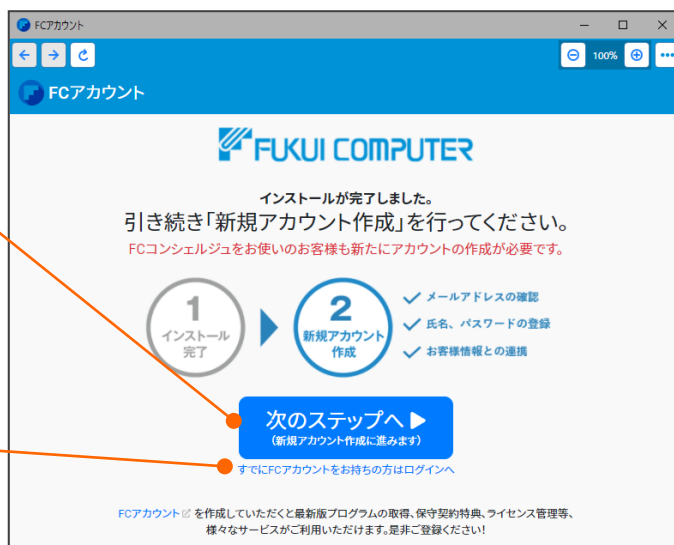 FCアカウント
100%
FCアカウント
FUKUI COMPUTER
インストールが完了しました。
引き続き「新規アカウント作成」を行ってください。
FCコンシェルジュをお使いのお客様も新たにアカウントの作成が必要です。
1
インストール
完了
2
新規アカウント
作成
メールアドレスの確認
氏名、パスワードの登録
お客様情報との連携
次のステップへ
(新規アカウント作成に進みます)
すでにFCアカウントをお持ちの方はログインへ
FCアカウント を作成していただくと最新版プログラムの取得、保守契約特典、ライセンス管理等、
様々なサービスがご利用いただけます。是非ご登録ください!